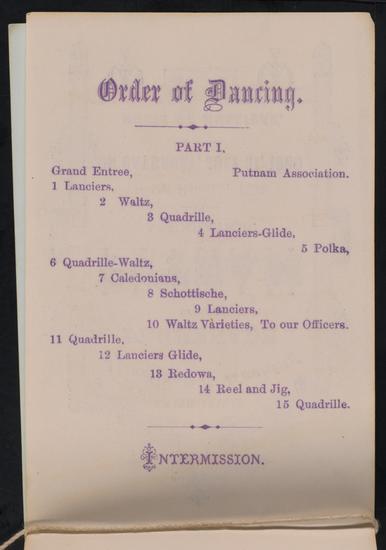 Order of Dancing.
PART I.
Grand Entree, Putnam Association.
1 Lanciers,
2 Waltz,
3 Quadrille,
4 Lanciers-Glide,
5 Polka,
6 Quadrille-Waltz,
7 Caledonians,
8 Schottische,
9 Lanciers,
10 Waltz Varieties, To our Officers.
11 Quadrille,
12 Lanciers Glide,
13 Redowa,
14 Reel and Jig,
15 Quadrille.
INTERMISSION.